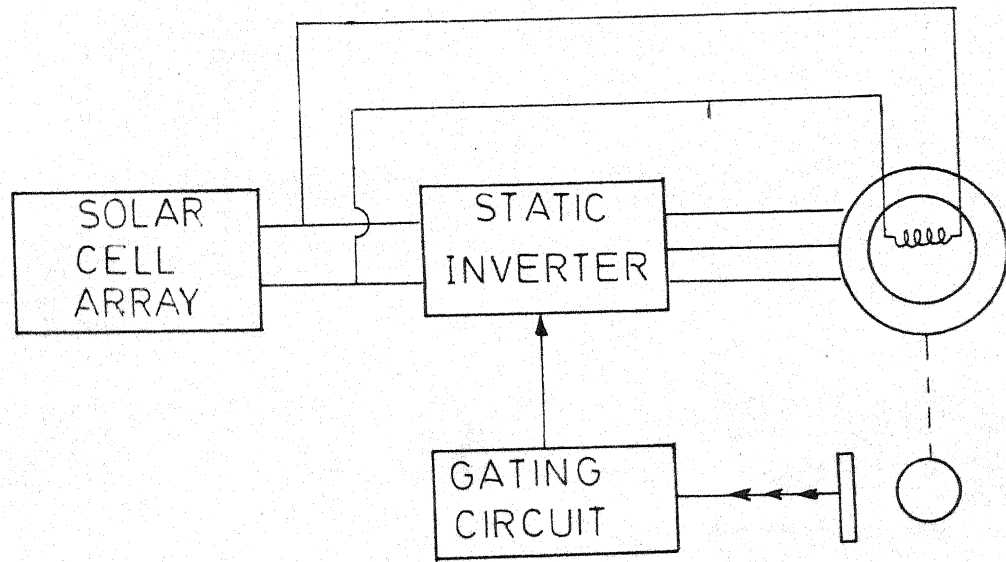 SOLAR
CELL
ARRAY
STATIC
INVERTER
GATING
CIRCUIT